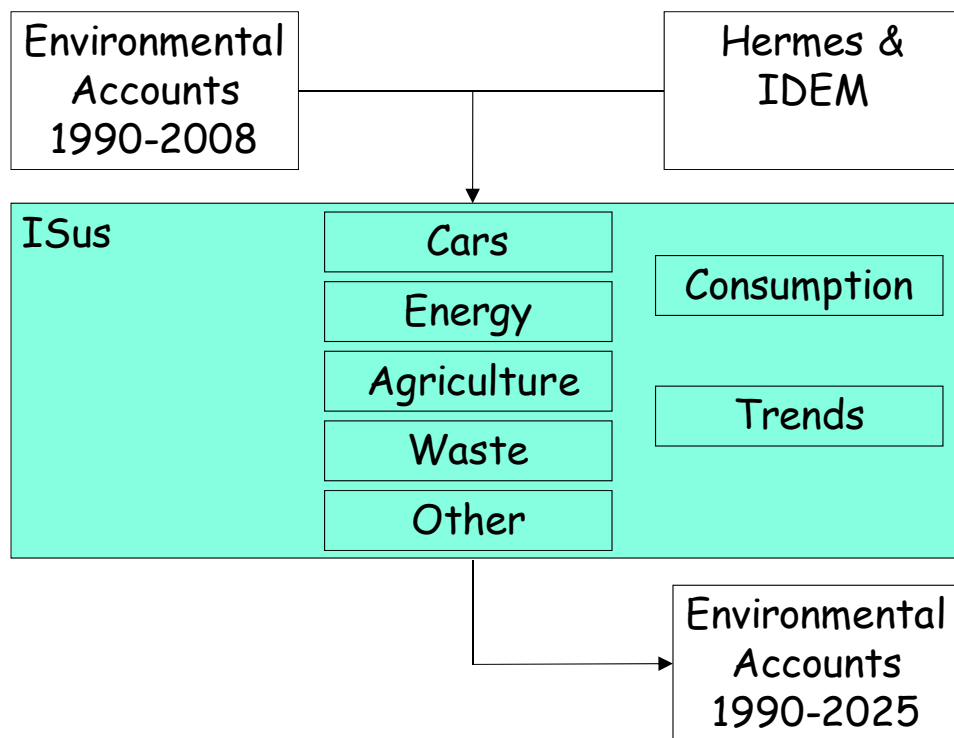 Environmental
Accounts
1990-2008
Hermes &
IDEM
ISus
Cars
Energy
Agriculture
Waste
Other
Consumption
Trends
Environmental
Accounts
1990-2025